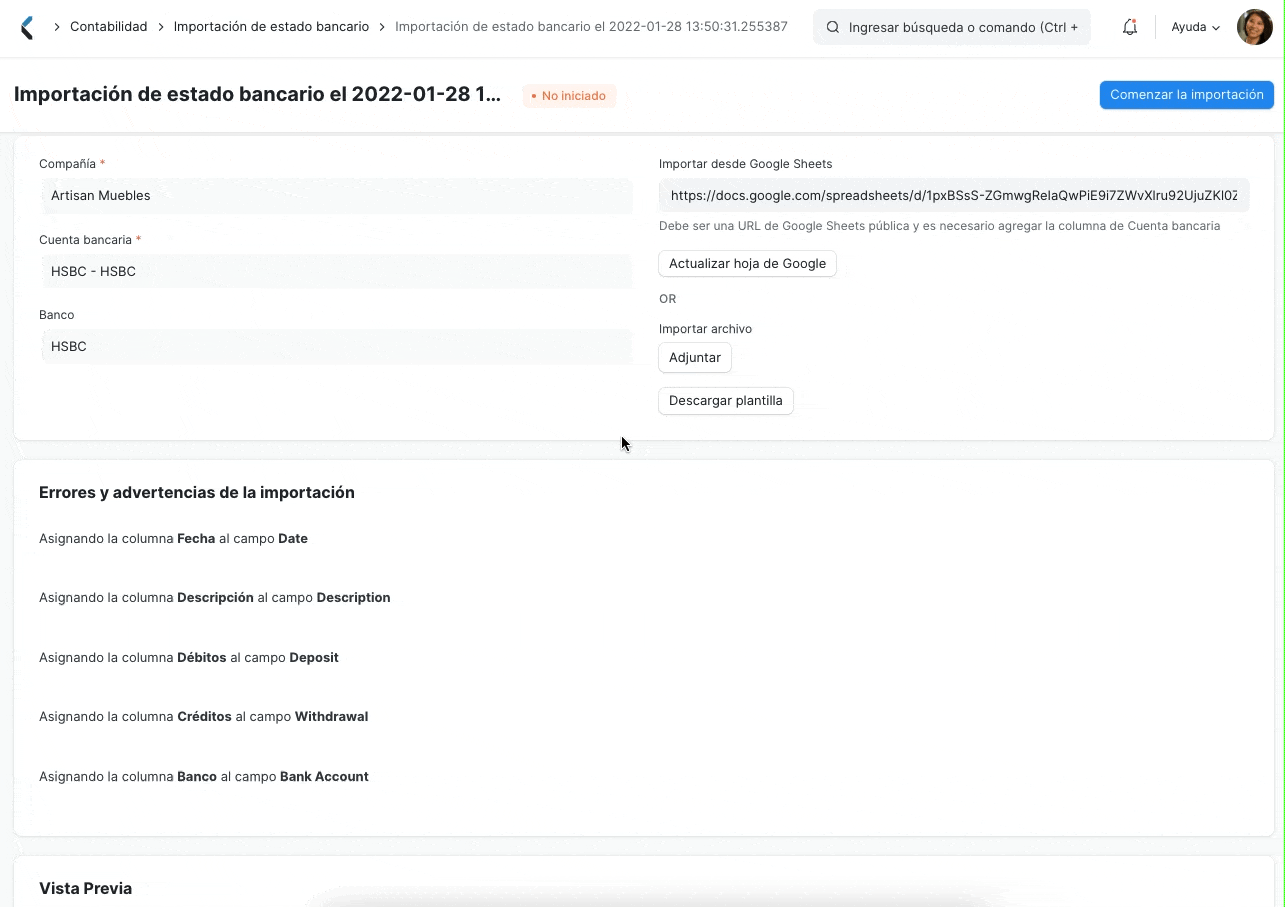 Contabilidad > Importación de estado bancario > Importación de estado bancario el 2022-01-28 13:50:31.255387
Ingresar búsqueda o comando (Ctrl +
Ayuda
Importación de estado bancario el 2022-01-28 1...
• No iniciado
Comenzar la importación
Compañía *
Artisan Muebles
Cuenta bancaria *
HSBC - HSBC
Banco
HSBC
Importar desde Google Sheets
https://docs.google.com/spreadsheets/d/1pxBSsS-ZGmwgRelaQwPiE9i7ZWvXlru92UjuZKl0Z
Debe ser una URL de Google Sheets pública y es necesario agregar la columna de Cuenta bancaria
Actualizar hoja de Google
OR
Importar archivo
Adjuntar
Descargar plantilla
Errores y advertencias de la importación
Asignando la columna Fecha al campo Date
Asignando la columna Descripción al campo Description
Asignando la columna Débitos al campo Deposit
Asignando la columna Créditos al campo Withdrawal
Asignando la columna Banco al campo Bank Account
Vista Previa